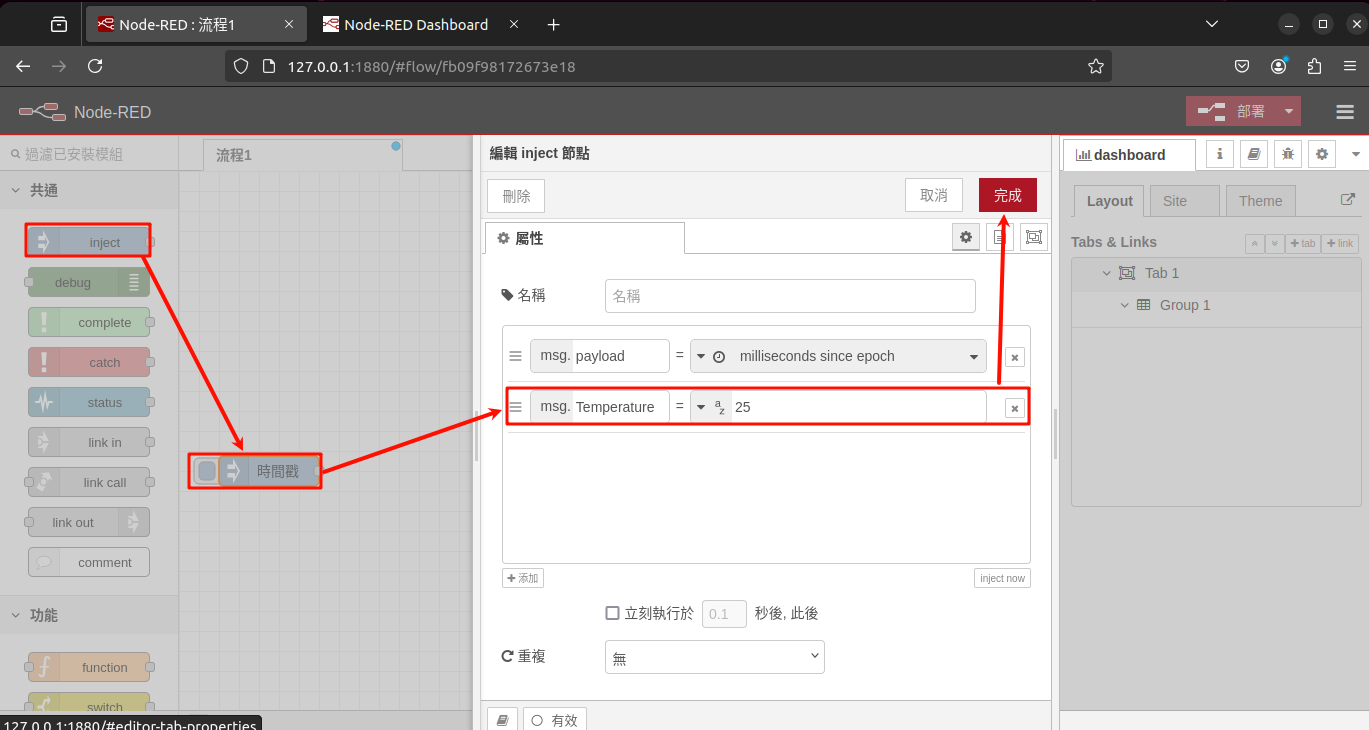 Node-RED : 流程1
Node-RED Dashboard
127.0.0.1:1880/#flow/fb09f98172673e18
Node-RED
部署
過濾已安裝模組
共通
inject
debug
complete
catch
status
link in
link call
link out
comment
功能
function
switch
127.0.0.1:1880/#editor-tab-properties
流程1
時間戳
編輯 inject 節點
刪除
取消
完成
屬性
名稱
名稱
msg. payload = milliseconds since epoch
msg. Temperature = a z 25
添加
inject now
立刻執行於 0.1 秒後, 此後
重複
無
有效
dashboard
Layout
Site
Theme
Tabs & Links
tab
link
Tab 1
Group 1